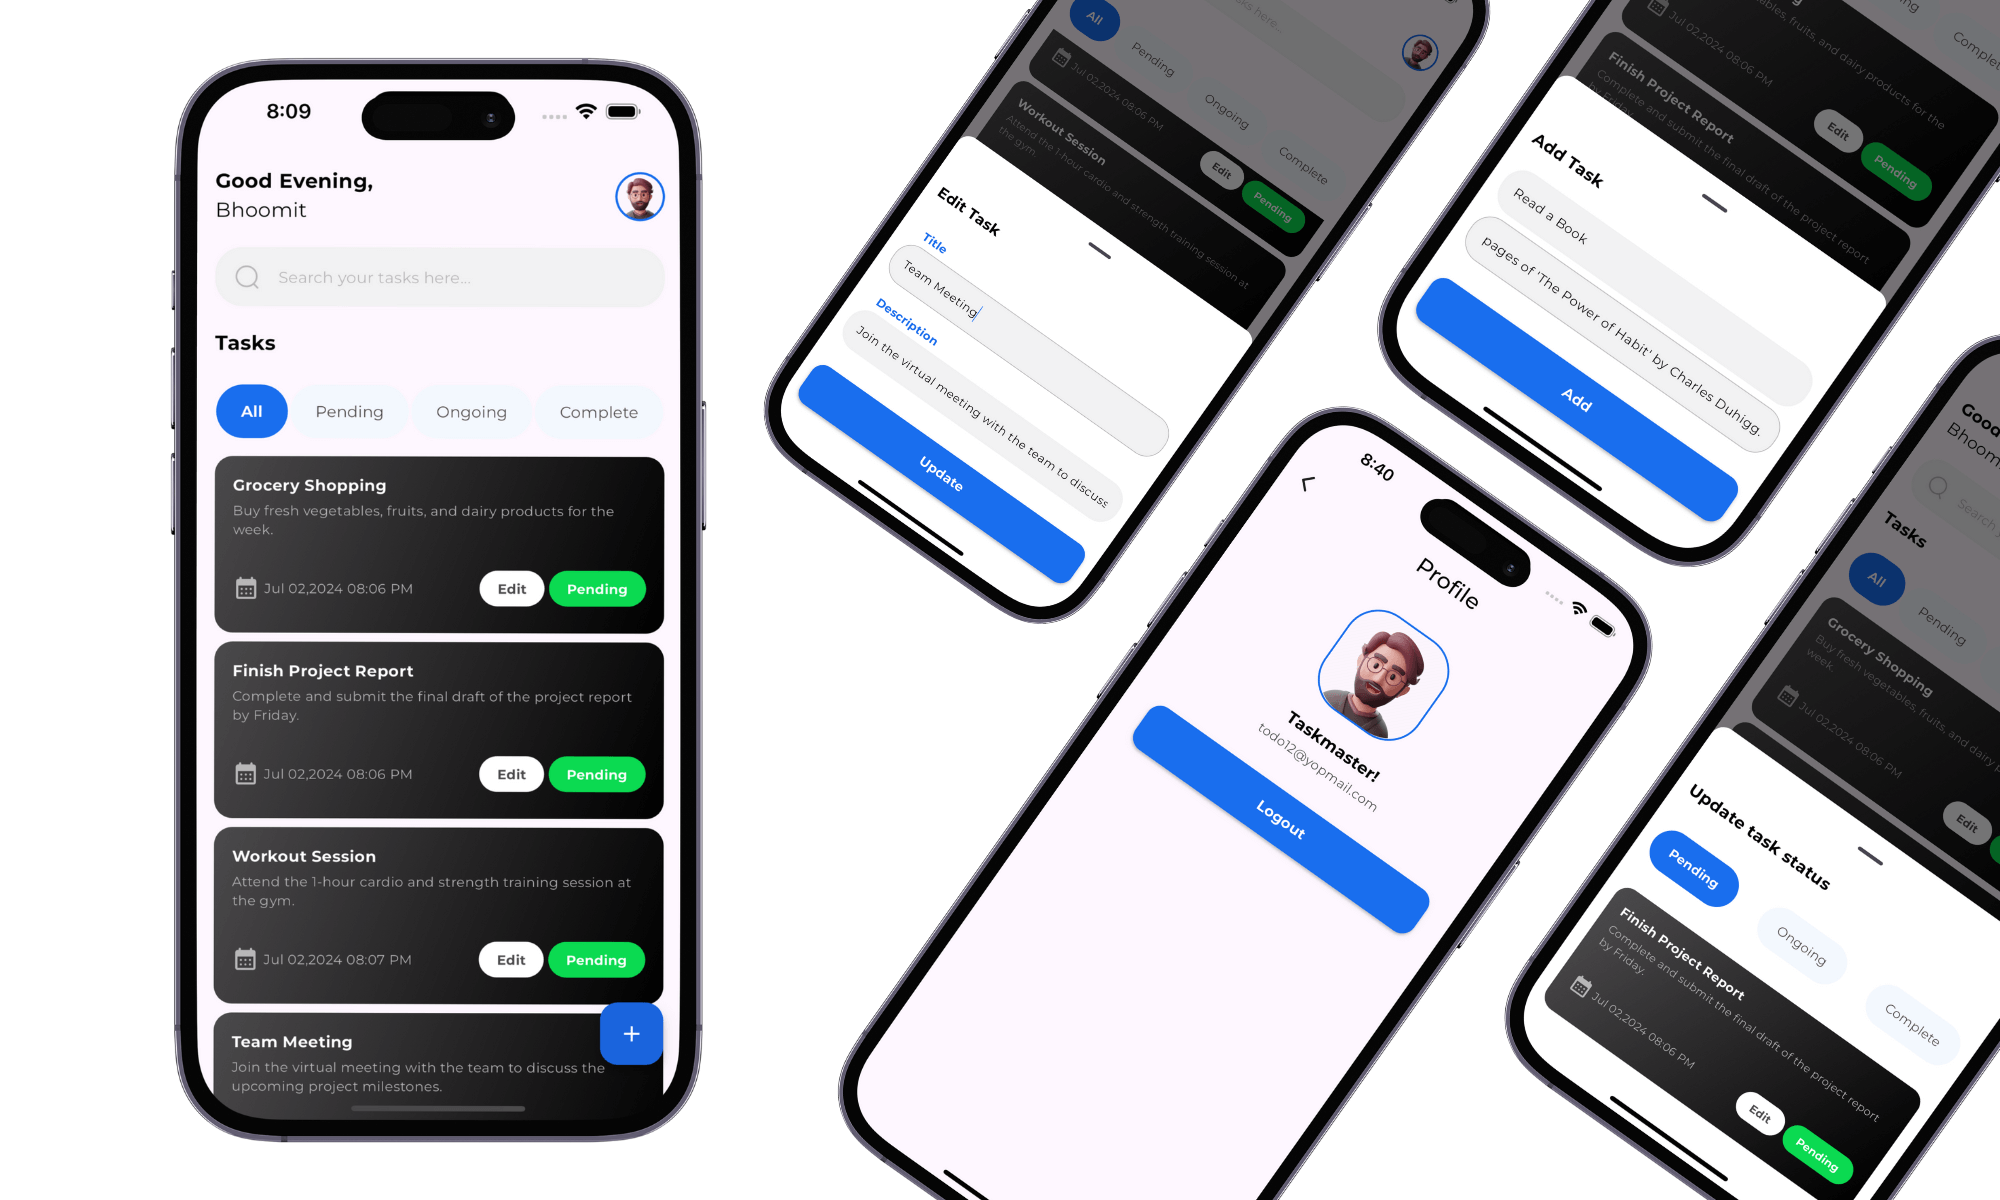 8:09
Good Evening,
Bhoomit
Search your tasks here...
Tasks
All
Pending
Ongoing
Complete
Grocery Shopping
Buy fresh vegetables, fruits, and dairy products for the
week.
Jul 02,2024 08:06 PM
Edit
Pending
Finish Project Report
Complete and submit the final draft of the project report
by Friday.
Jul 02,2024 08:06 PM
Edit
Pending
Workout Session
Attend the 1-hour cardio and strength training session at
the gym.
Jul 02,2024 08:07 PM
Edit
Pending
+
Team Meeting
Join the virtual meeting with the team to discuss the
upcoming project milestones.
tasks here...
All
Pending
Ongoing
Complete
Jul 02,2024 08:06 PM
Edit
Pending
Workout Session
Attend the 1-hour cardio and strength training session at
the gym.
Edit Task
Title
Team Meeting
Description
Join the virtual meeting with the team to discuss
Update
vegetables, fruits, and dairy products for the
Jul 02,2024 08:06 PM
Edit
Pending
Complete
Finish Project Report
Complete and submit the final draft of the project report
by Friday.
Add Task
Read a Book
pages of 'The Power of Habit' by Charles Duhigg.
Add
8:40
Profile
Taskmaster!
todo12@yopmail.com
Logout
Good
Bhoomit
Search
Tasks
All
Pending
Grocery Shopping
Buy fresh vegetables, fruits, and dairy
week.
Jul 02,2024 08:06 PM
Edit
Update task status
Pending
Ongoing
Complete
Finish Project Report
Complete and submit the final draft of the project report
by Friday.
Jul 02,2024 08:06 PM
Edit
Pending